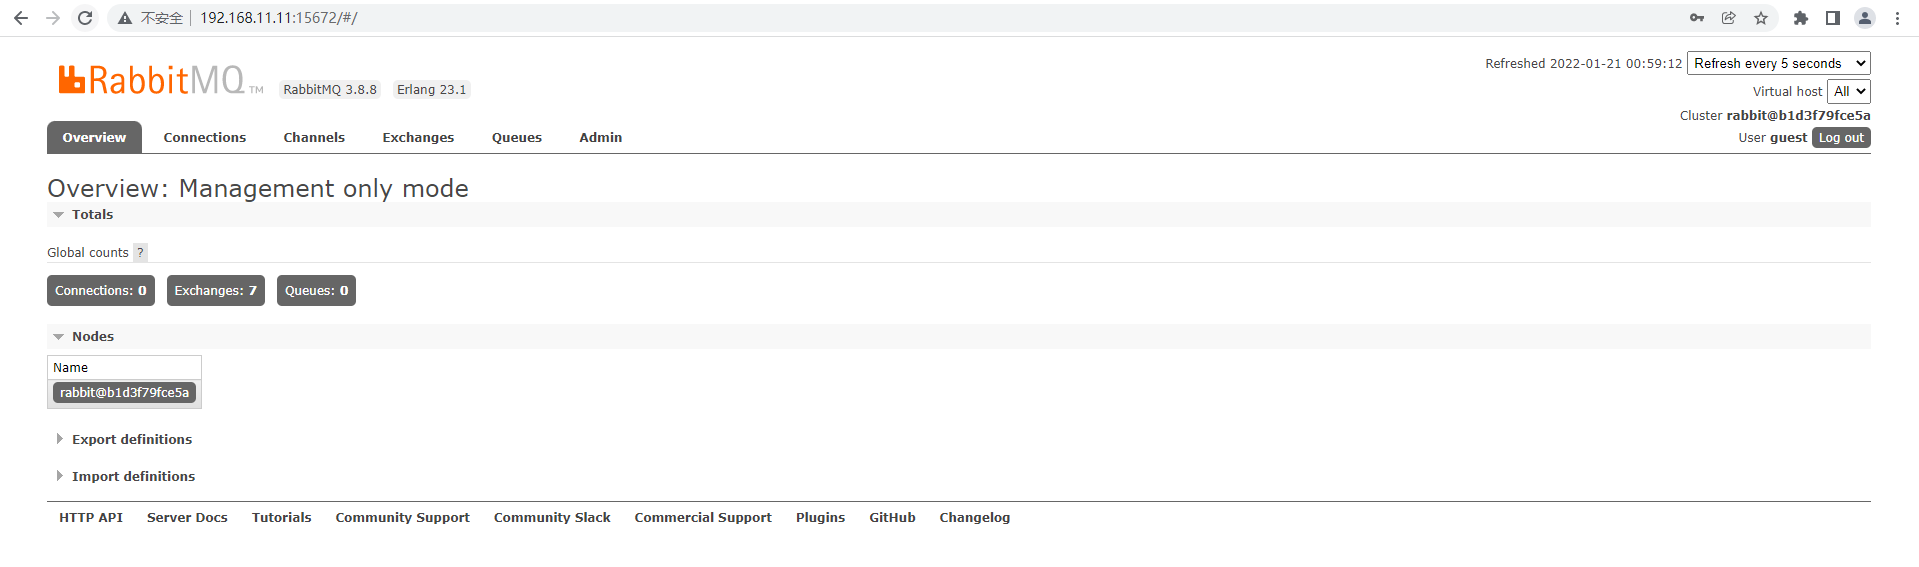 不安全 | 192.168.11.11:15672/#/
RabbitMQ TM RabbitMQ 3.8.8 Erlang 23.1
Refreshed 2022-01-21 00:59:12 Refresh every 5 seconds
Virtual host All
Cluster rabbit@b1d3f79fce5a
User guest Log out
Overview Connections Channels Exchanges Queues Admin
Overview: Management only mode
Totals
Global counts ?
Connections: 0 Exchanges: 7 Queues: 0
Nodes
Name
rabbit@b1d3f79fce5a
Export definitions
Import definitions
HTTP API Server Docs Tutorials Community Support Community Slack Commercial Support Plugins GitHub Changelog